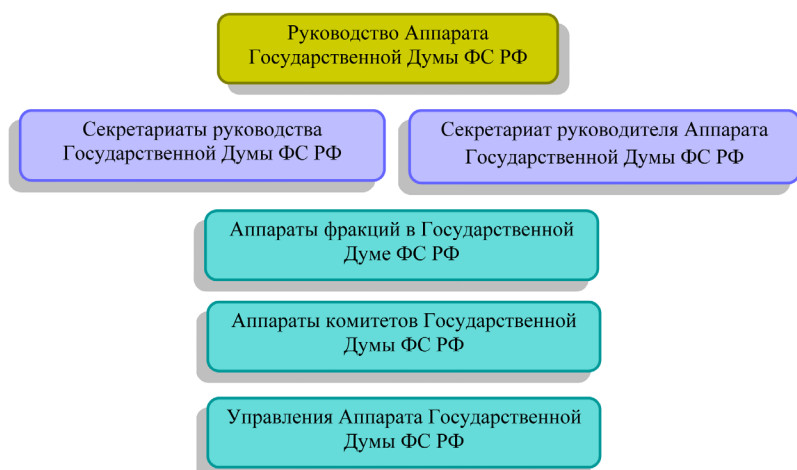 Руководство Аппарата
Государственной Думы ФС РФ
Секретариаты руководства
Государственной Думы ФС РФ
Секретариат руководителя Аппарата
Государственной Думы ФС РФ
Аппараты фракций в Государственной
Думе ФС РФ
Аппараты комитетов Государственной
Думы ФС РФ
Управления Аппарата Государственной
Думы ФС РФ